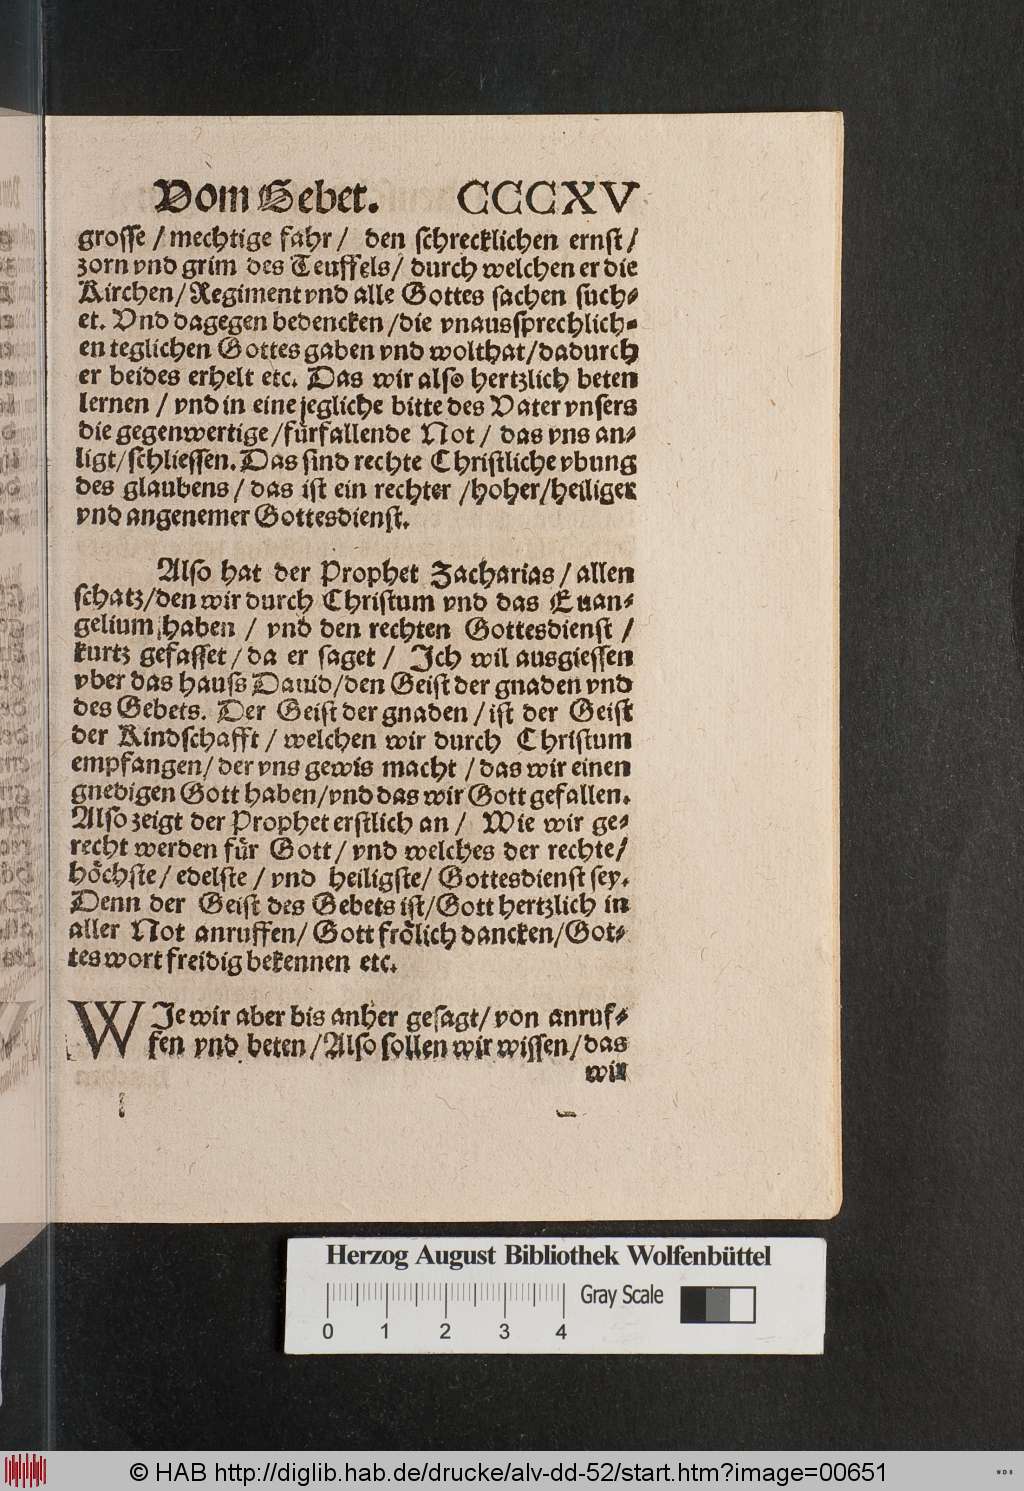 Vom Gebet. CCCXV
groſſe / mechtige fahr / den ſchrecklichen ernſt /
zorn vnd grim des Teuffels / durch welchen er die
Kirchen / Regiment vnd alle Gottes ſachen ſuch⸗
et. Vnd dagegen bedencken / die vnausſprechlich⸗
en teglichen Gottes gaben vnd wolthat / dadurch
er beides erhelt etc. Das wir alſo hertzlich beten
lernen / vnd in eine jegliche bitte des Vater vnſers
die gegenwertige / fürfallende Not / das vns an⸗
ligt / ſchlieſſen. Das ſind rechte Chriſtliche vbung
des glaubens / das iſt ein rechter / hoher / heiliger
vnd angenemer Gottesdienſt.
Alſo hat der Prophet Zacharias / allen
ſchatz / den wir durch Chriſtum vnd das Euan⸗
gelium haben / vnd den rechten Gottesdienſt /
kurtz gefaſſet / da er ſaget / Ich wil ausgieſſen
vber das hauſs Dauid / den Geiſt der gnaden vnd
des Gebets. Der Geiſt der gnaden / iſt der Geiſt
der Kindſchafft / welchen wir durch Chriſtum
empfangen / der vns gewis macht / das wir einen
gnedigen Gott haben / vnd das wir Gott gefallen.
Alſo zeigt der Prophet erſtlich an / Wie wir ge⸗
recht werden für Gott / vnd welches der rechte /
höchſte / edelſte / vnd heiligſte / Gottesdienſt ſey.
Denn der Geiſt des Gebets iſt / Gott hertzlich in
aller Not anruffen / Gott frölich dancken / Got⸗
tes wort freidig bekennen etc.
WIe wir aber bis anher geſagt / von anruf⸗
fen vnd beten / Alſo ſollen wir wiſſen / das
wir
Herzog August Bibliothek Wolfenbüttel
Gray Scale
0 1 2 3 4
© HAB http://diglib.hab.de/drucke/alv-dd-52/start.htm?image=00651